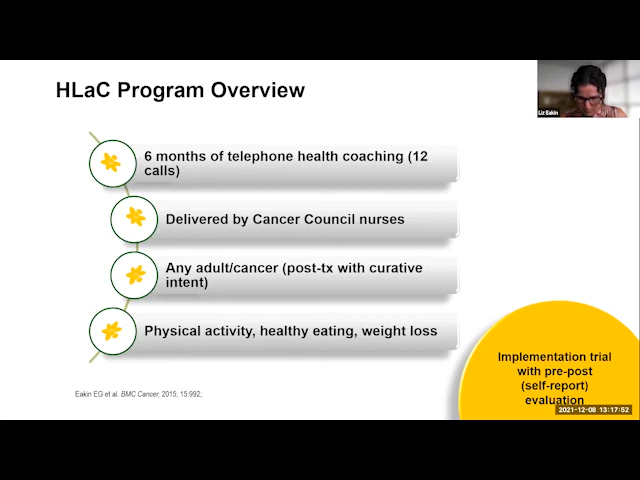 HLaC Program Overview
Liz Eakin
6 months of telephone health coaching (12
calls)
Delivered by Cancer Council nurses
Any adult/cancer (post-tx with curative
intent)
Physical activity, healthy eating, weight loss
Implementation trial
with pre-post
(self-report)
evaluation
Eakin EG et al. BMC Cancer, 2015; 15:992;
2021-12-08 13:17:52